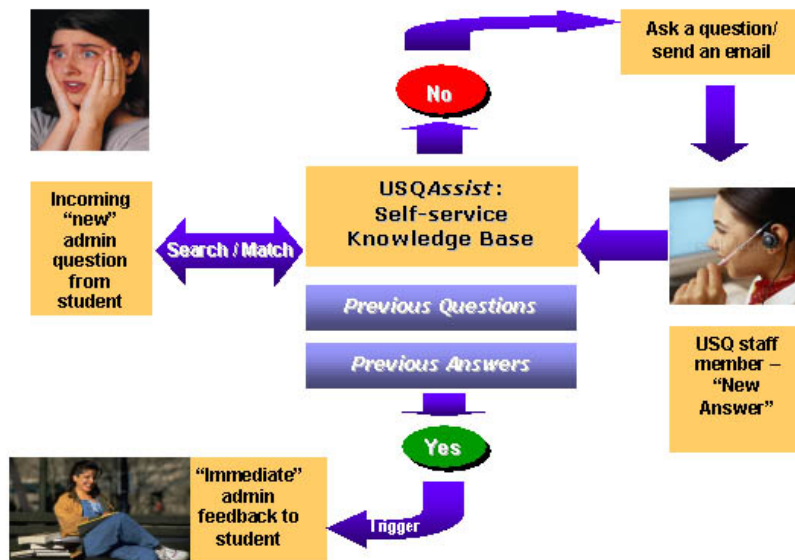 Ask a question/
send an email
No
USQAssist:
Self-service
Knowledge Base
Incoming
“new”
admin
question
from
student
Search / Match
Previous Questions
Previous Answers
USQ staff
member –
“New
Answer”
Yes
“Immediate”
admin
feedback to
student
Trigger